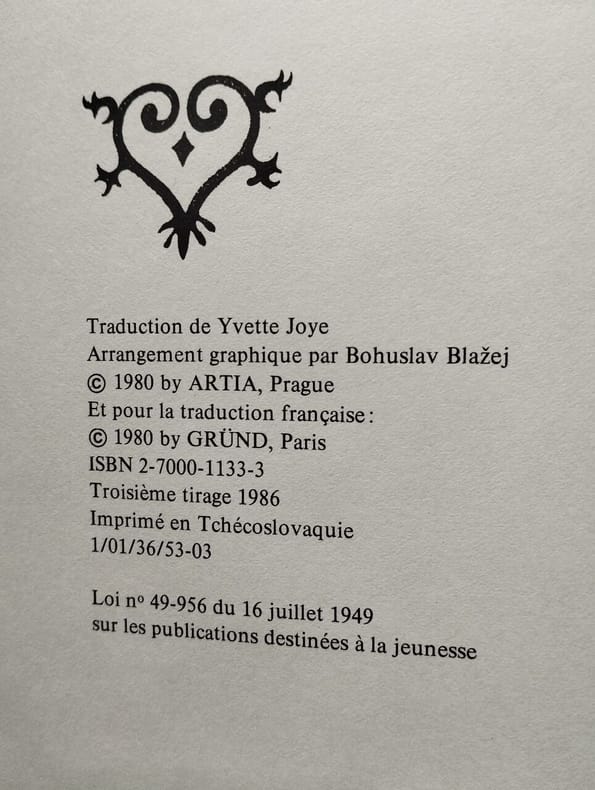 Traduction de Yvette Joye
Arrangement graphique par Bohuslav Blažej
© 1980 by ARTIA, Prague
Et pour la traduction française :
© 1980 by GRÜND, Paris
ISBN 2-7000-1133-3
Troisième tirage 1986
Imprimé en Tchécoslovaquie
1/01/36/53-03
Loi nº 49-956 du 16 juillet 1949
sur les publications destinées à la jeunesse